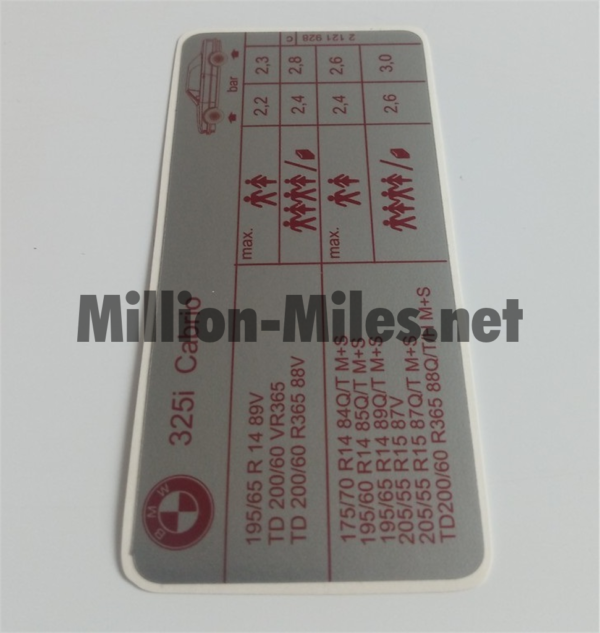 BMW
325i Cabrio
bar
2 121 928 C
195/65 R 14 89V
TD 200/60 VR365
TD 200/60 R365 88V
max.
2,2 2,3
2,4 2,8
175/70 R14 84Q/T M+S
195/60 R14 85Q/T M+S
195/65 R14 89Q/T M+S
205/55 R15 87V
205/55 R15 87Q/T M+S
TD200/60 R365 88Q/T/H M+S
max.
2,4 2,6
2,6 3,0
Million-Miles.net